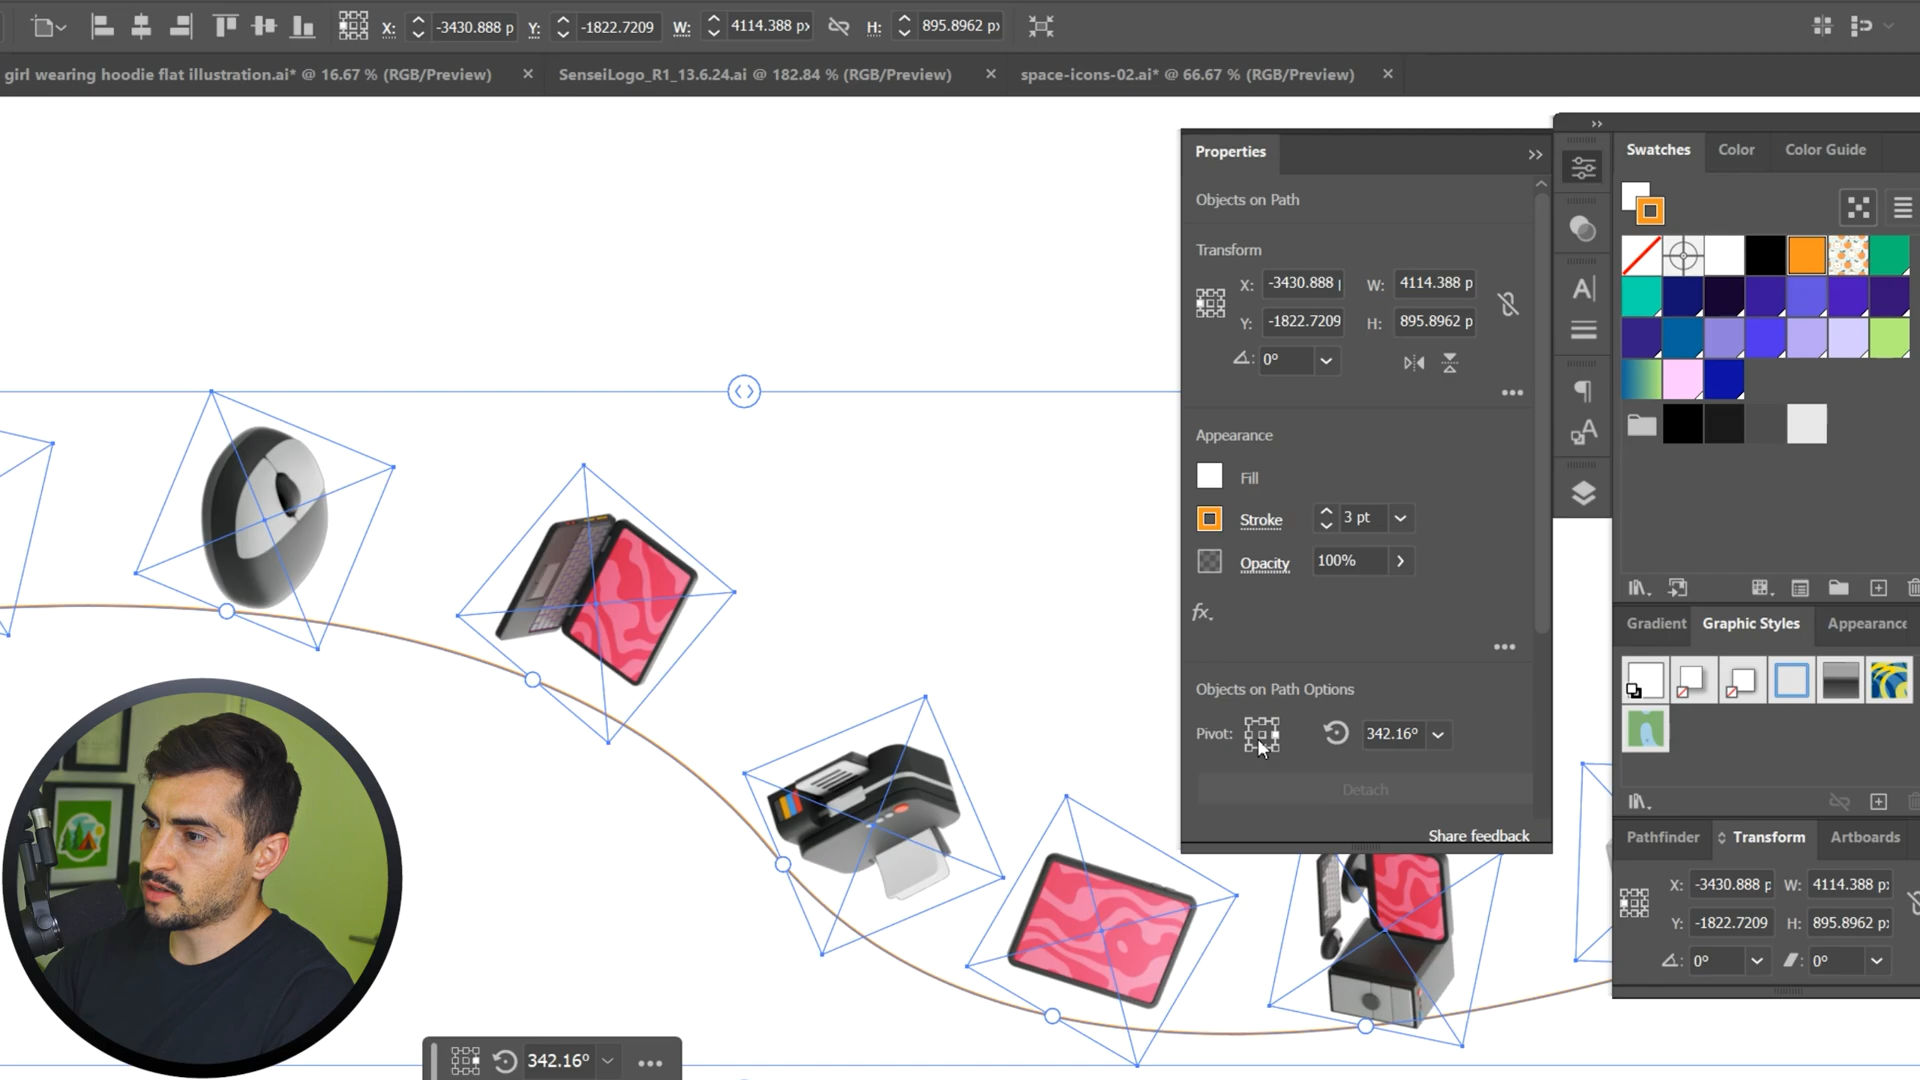 X: -3430.888 p Y: -1822.7209 W: 4114.388 p H: 895.8962 p
girl wearing hoodie flat illustration.ai* @ 16.67 % (RGB/Preview) × SenseiLogo_R1_13.6.24.ai @ 182.84 % (RGB/Preview) × space-icons-02.ai* @ 66.67 % (RGB/Preview) ×
Properties
Objects on Path
Transform
X: -3430.888 W: 4114.388 p
Y: -1822.7209 H: 895.8962 p
0°
Appearance
Fill
Stroke 3 pt
Opacity 100%
fx.
Objects on Path Options
Pivot: 342.16°
Detach
Share feedback
Swatches Color Color Guide
Gradient Graphic Styles Appearance
Pathfinder Transform Artboards
X: -3430.888 p W: 4114.388 p
Y: -1822.7209 H: 895.8962 p
0° 0°
342.16°